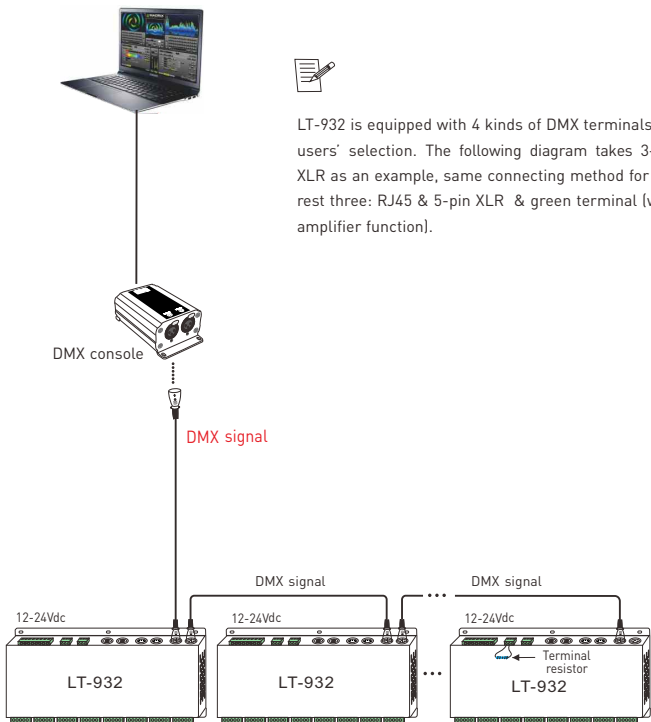 LT-932 is equipped with 4 kinds of DMX terminals
users' selection. The following diagram takes 3-
XLR as an example, same connecting method for
rest three: RJ45 & 5-pin XLR & green terminal (
amplifier function).
DMX console
DMX signal
DMX signal
DMX signal
12-24Vdc
12-24Vdc
12-24Vdc
Terminal
resistor
LT-932
LT-932
LT-932